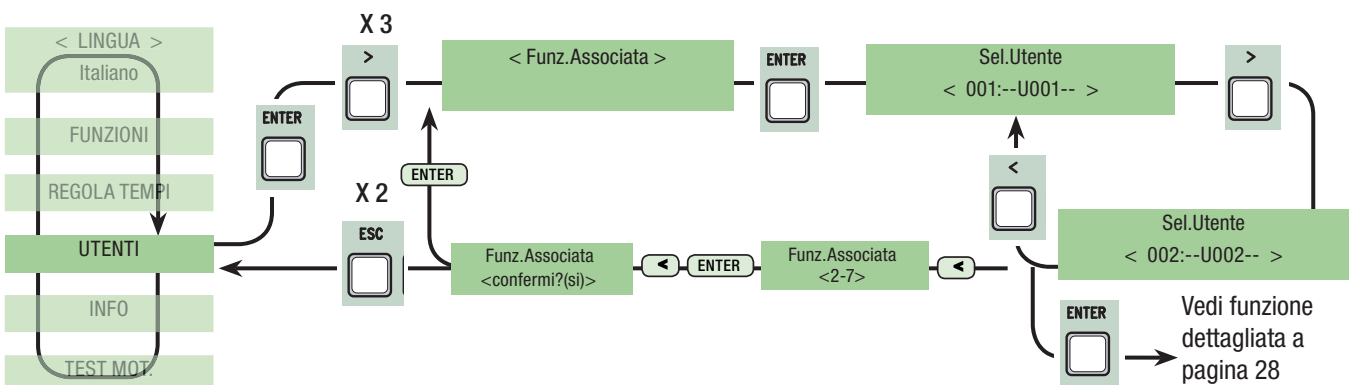 < LINGUA >
Italiano
FUNZIONI
REGOLA TEMPI
UTENTI
INFO
TEST MOT.
ENTER
X 3
>
< Funz.Associata >
ENTER
Sel.Utente
< 001:--U001-- >
>
ENTER
X 2
ESC
Funz.Associata
<confermi?(si)>
<
ENTER
Funz.Associata
<2-7>
<
<
Sel.Utente
< 002:--U002-- >
ENTER
Vedi funzione
dettagliata a
pagina 28